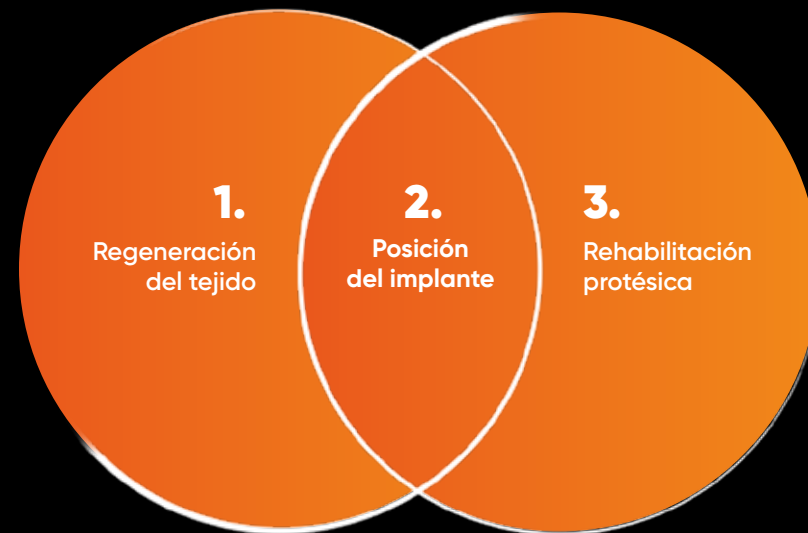 1.
Regeneración
del tejido
2.
Posición
del implante
3.
Rehabilitación
protésica